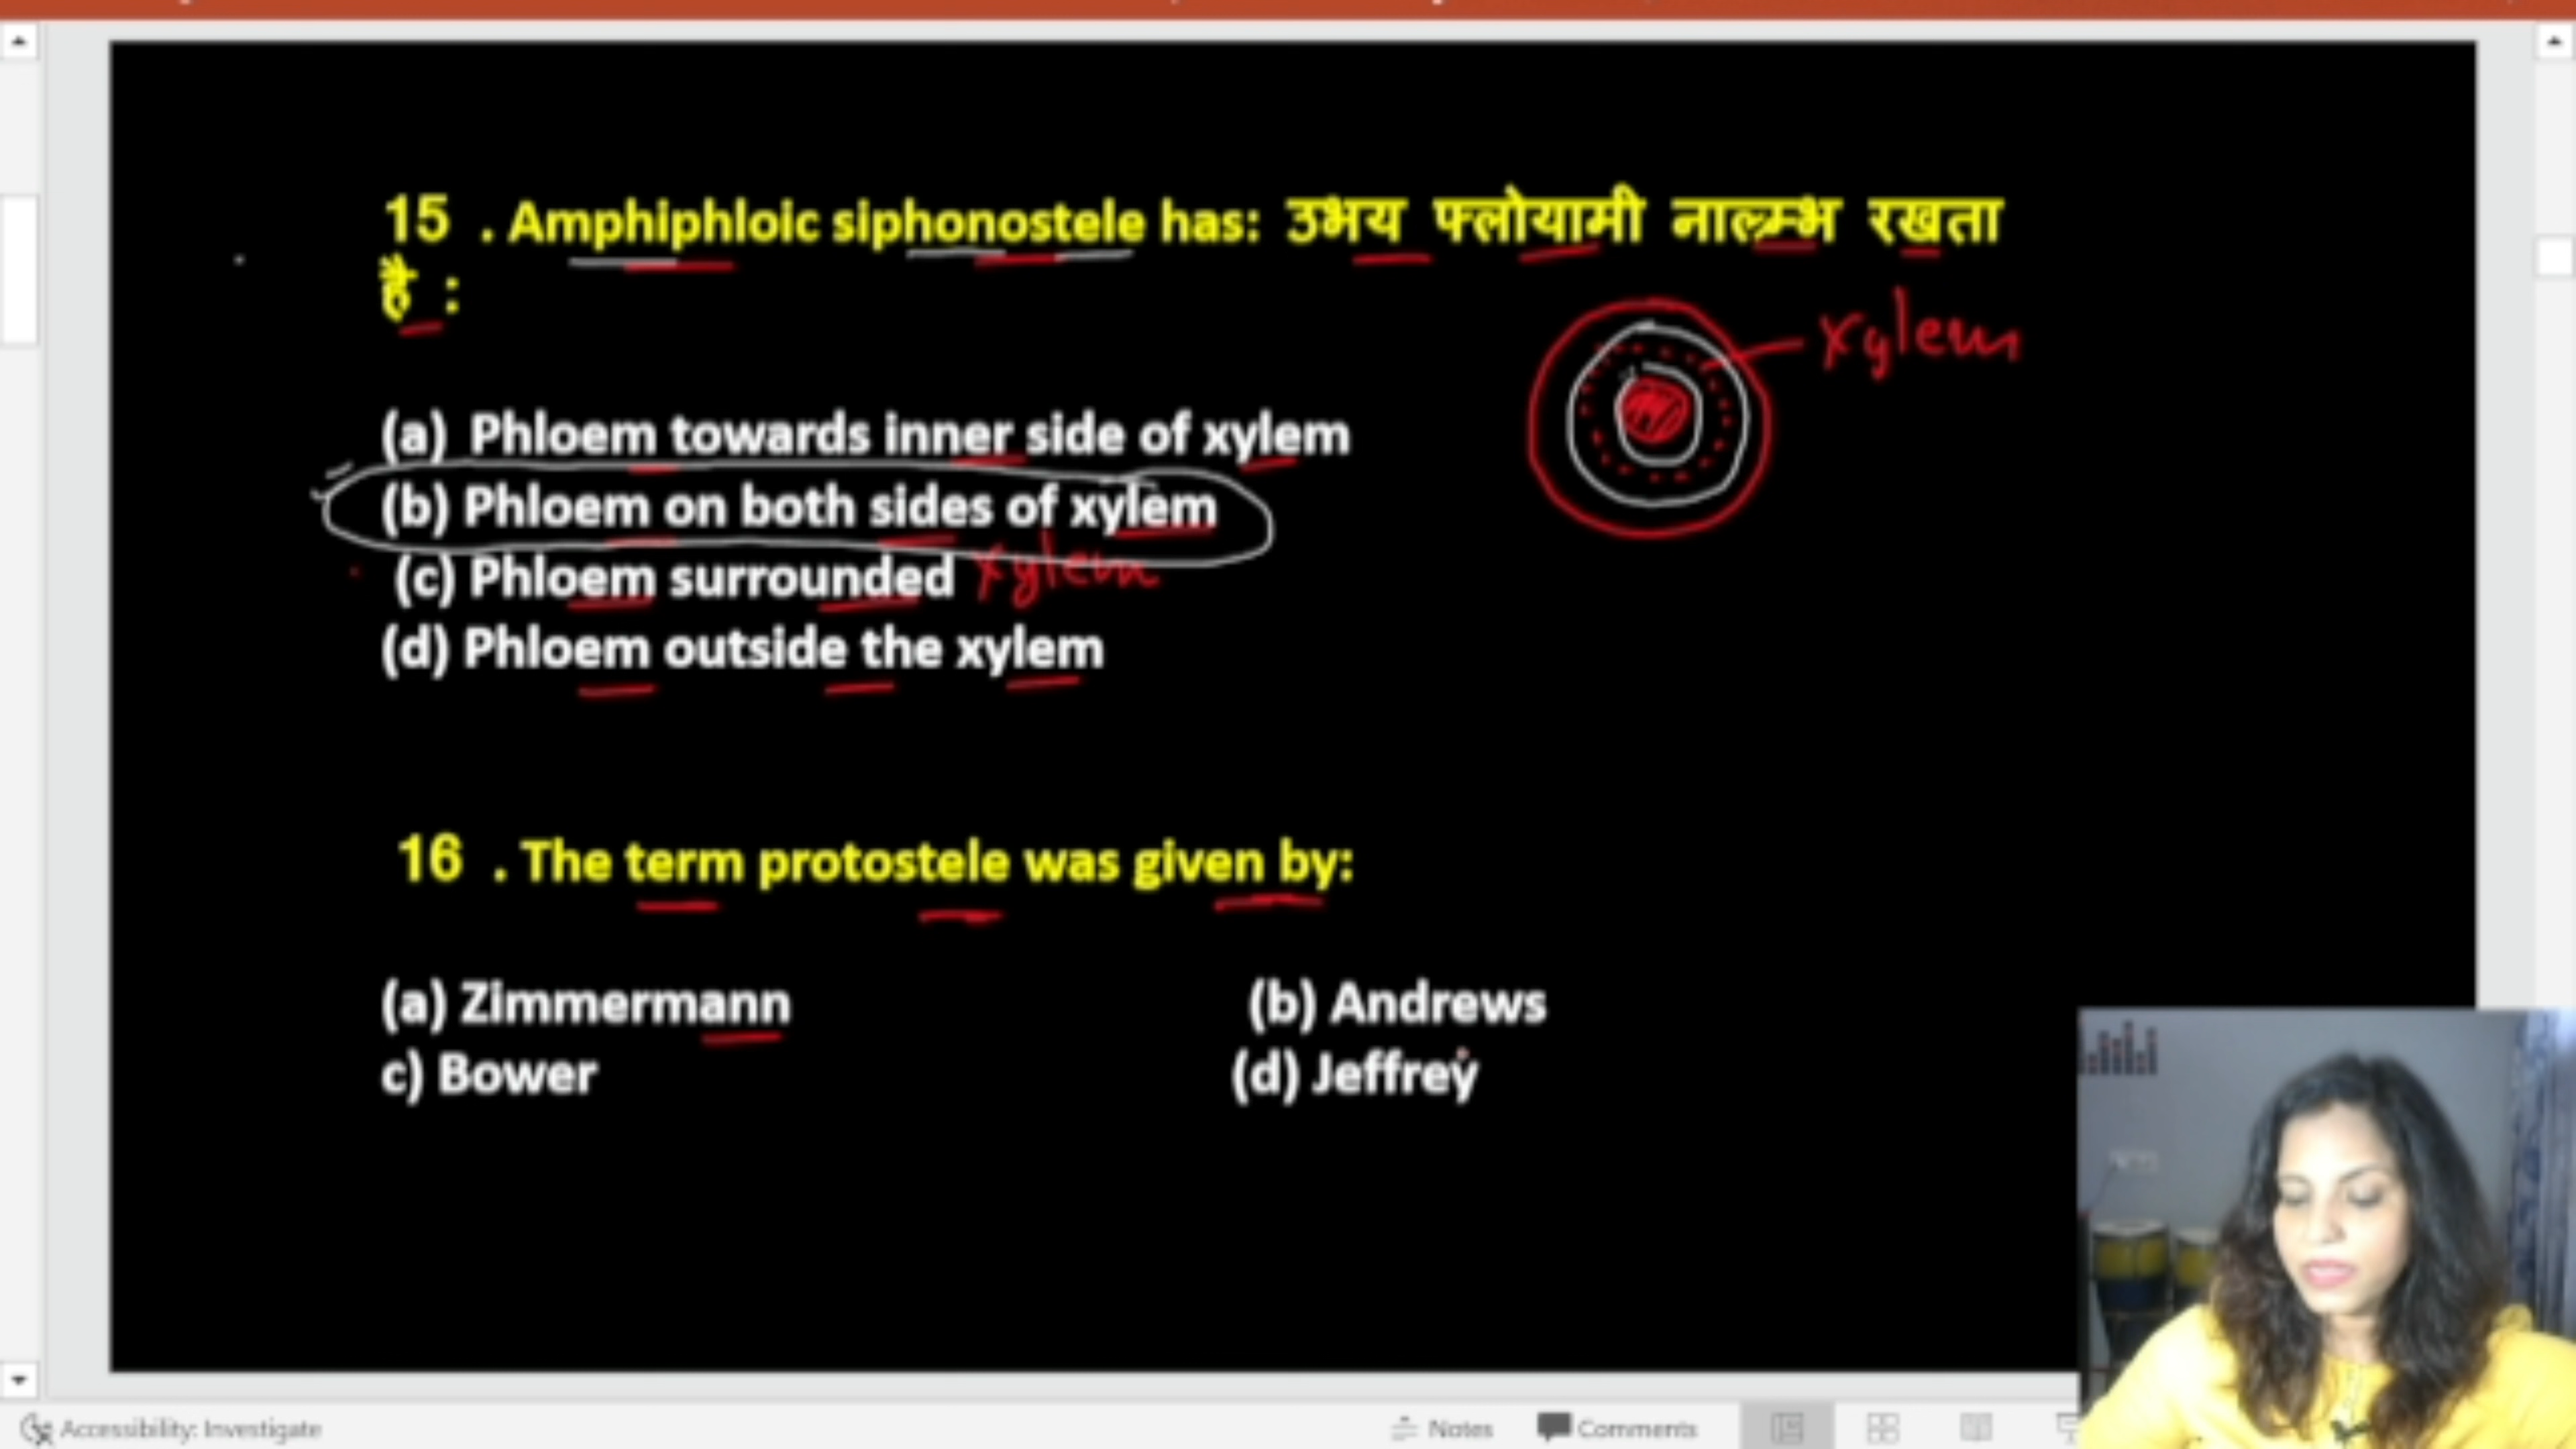 15 . Amphiphloic siphonostele has: उभय फ्लोयामी नाल्म्भ रखता
है :
xylem
(a) Phloem towards inner side of xylem
(b) Phloem on both sides of xylem
(c) Phloem surrounded xylem
(d) Phloem outside the xylem
16 . The term protostele was given by:
(a) Zimmermann (b) Andrews
c) Bower (d) Jeffrey
Accessibility: Investigate Notes Comments